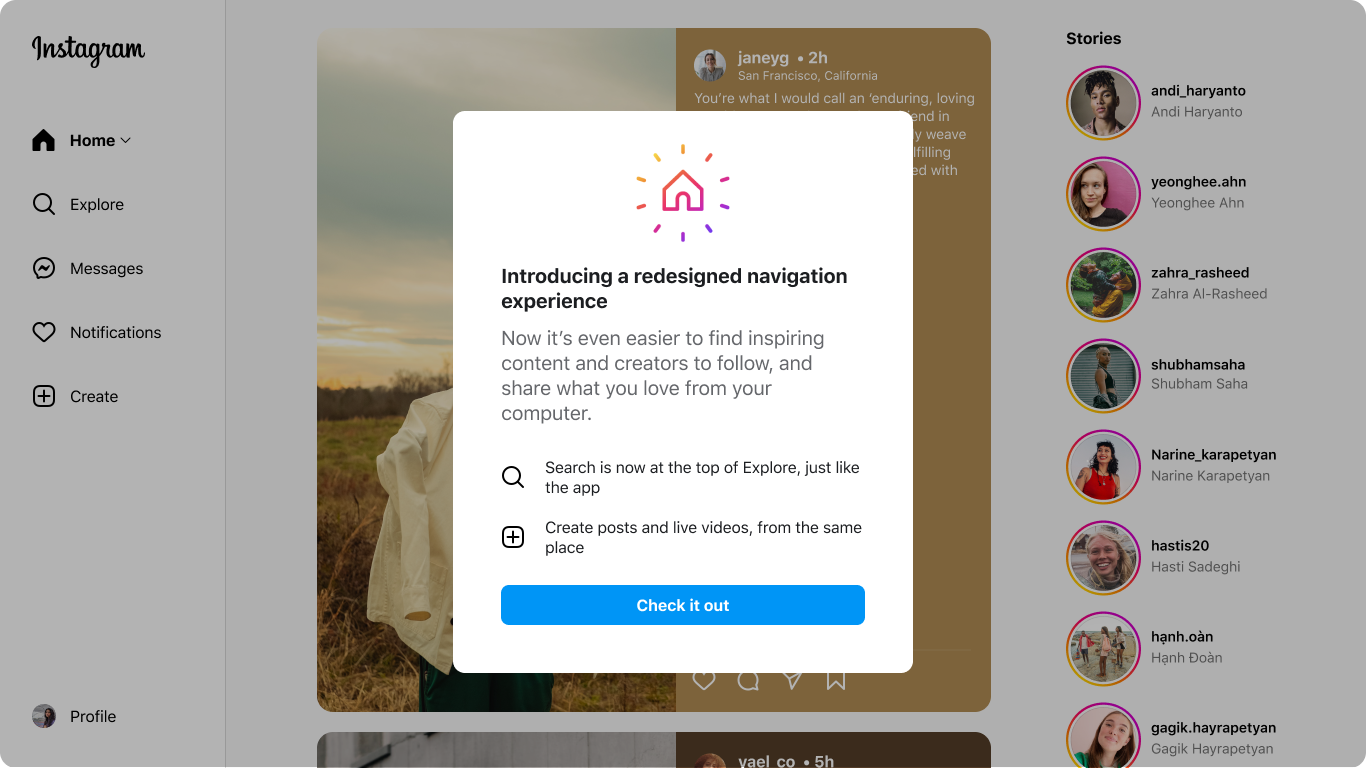 Instagram
Home
Explore
Messages
Notifications
Create
Profile
janeyg • 2h
San Francisco, California
You’re what I would call an ‘enduring, loving
end in
weave
lfilling
ed with
Introducing a redesigned navigation
experience
Now it’s even easier to find inspiring
content and creators to follow, and
share what you love from your
computer.
Search is now at the top of Explore, just like
the app
Create posts and live videos, from the same
place
Check it out
yael_co • 5h
Stories
andi_haryanto
Andi Haryanto
yeonghee.ahn
Yeonghee Ahn
zahra_rasheed
Zahra Al-Rasheed
shubhamsaha
Shubham Saha
Narine_karapetyan
Narine Karapetyan
hastis20
Hasti Sadeghi
hạnh.oàn
Hạnh Đoàn
gagik.hayrapetyan
Gagik Hayrapetyan